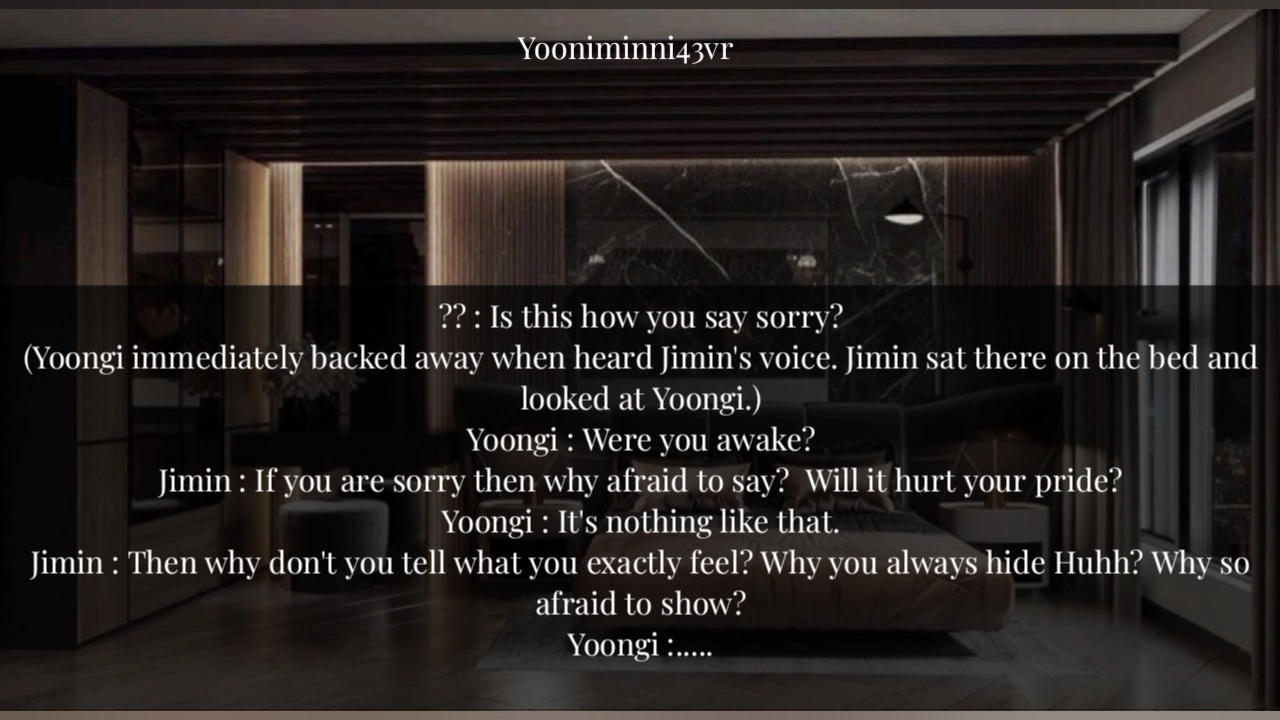 Yooniminni43vr
?? : Is this how you say sorry?
(Yoongi immediately backed away when heard Jimin's voice. Jimin sat there on the bed and
looked at Yoongi.)
Yoongi : Were you awake?
Jimin : If you are sorry then why afraid to say?  Will it hurt your pride?
Yoongi : It's nothing like that.
Jimin : Then why don't you tell what you exactly feel? Why you always hide Huhh? Why so
afraid to show?
Yoongi :.....